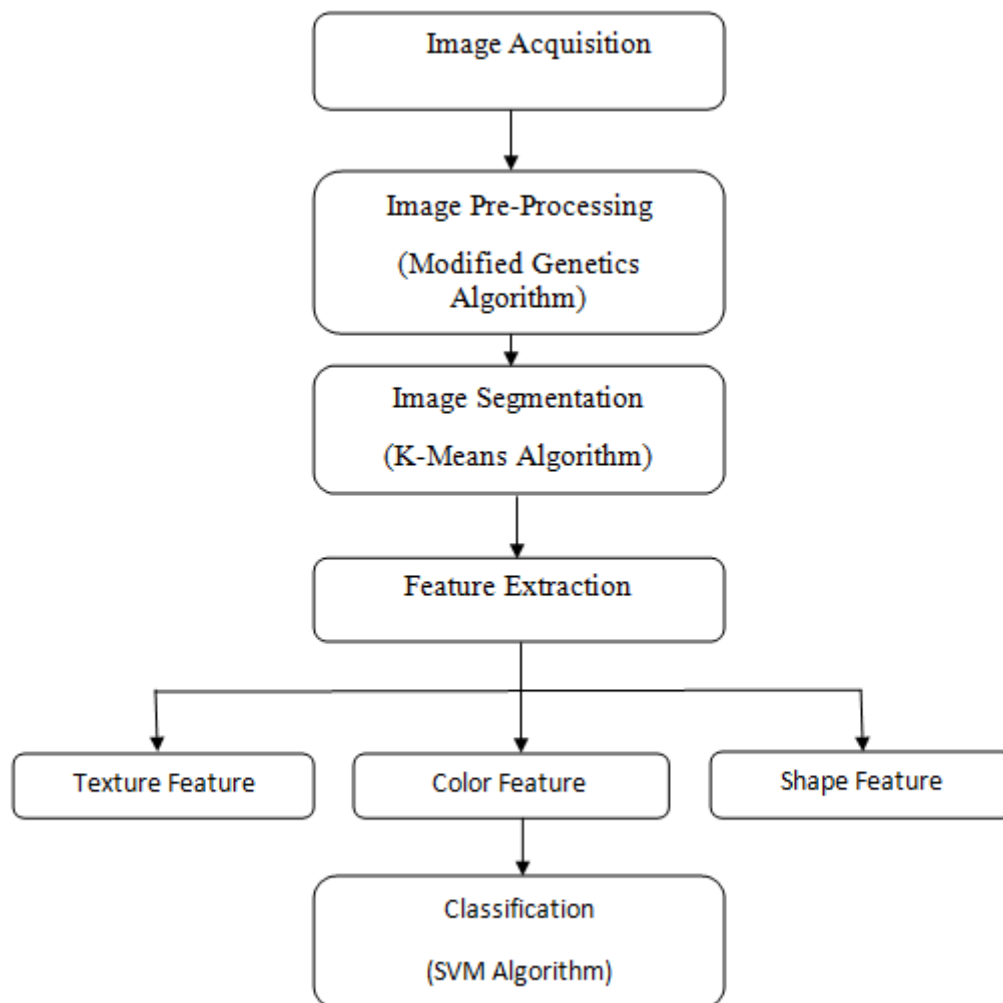 Image Acquisition
Image Pre-Processing
(Modified Genetics
Algorithm)
Image Segmentation
(K-Means Algorithm)
Feature Extraction
Texture Feature
Color Feature
Shape Feature
Classification
(SVM Algorithm)